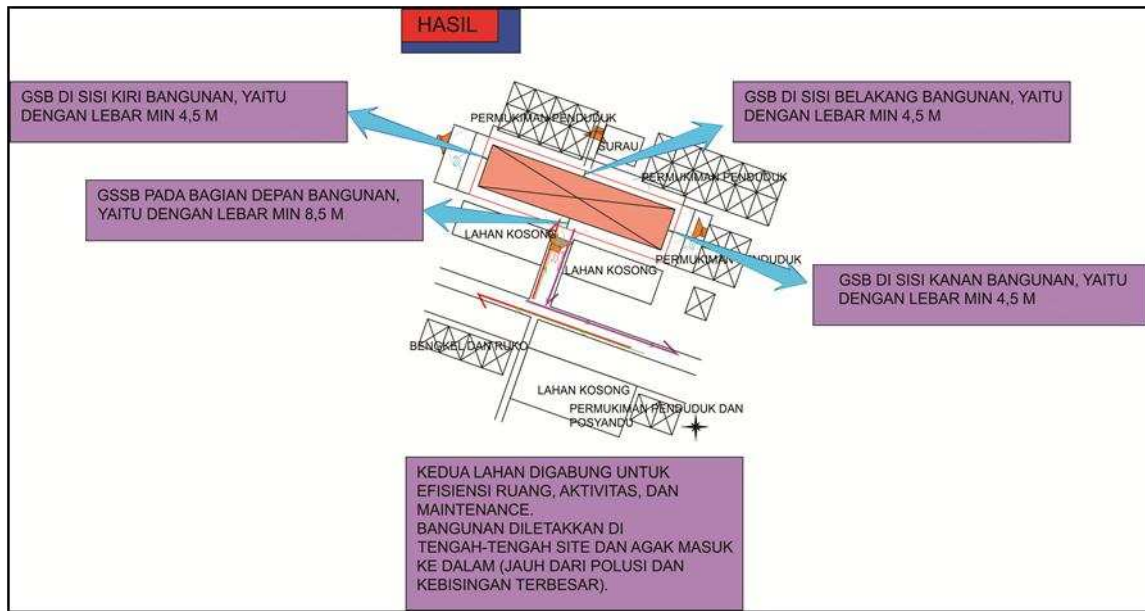 HASIL
GSB DI SISI KIRI BANGUNAN, YAITU
DENGAN LEBAR MIN 4,5 M
GSB DI SISI BELAKANG BANGUNAN, YAITU
DENGAN LEBAR MIN 4,5 M
PERMUKIMAN PENDUDUK
SURAU
PERMUKIMAN PENDUDUK
GSSB PADA BAGIAN DEPAN BANGUNAN,
YAITU DENGAN LEBAR MIN 8,5 M
LAHAN KOSONG
PERMUKIMAN PENDUDUK
LAHAN KOSONG
GSB DI SISI KANAN BANGUNAN, YAITU
DENGAN LEBAR MIN 4,5 M
BENGKEL DAN RUKO
LAHAN KOSONG
PERMUKIMAN PENDUDUK DAN
POSYANDU
KEDUA LAHAN DIGABUNG UNTUK
EFISIENSI RUANG, AKTIVITAS, DAN
MAINTENANCE.
BANGUNAN DILETAKKAN DI
TENGAH-TENGAH SITE DAN AGAK MASUK
KE DALAM (JAUH DARI POLUSI DAN
KEBISINGAN TERBESAR).